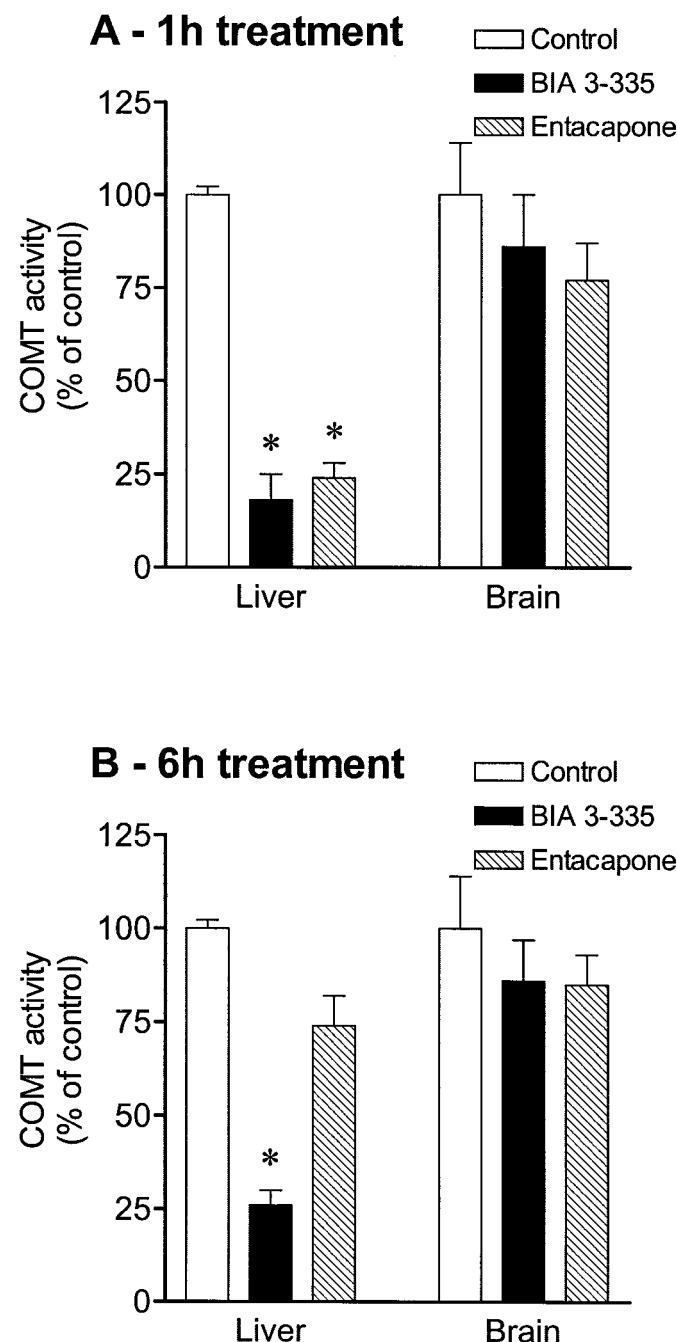 A - 1h treatment
Control
BIA 3-335
Entacapone
COMT activity
(% of control)
125
100
75
50
25
0
*
*
Liver
Brain
B - 6h treatment
Control
BIA 3-335
Entacapone
COMT activity
(% of control)
125
100
75
50
25
0
*
Liver
Brain